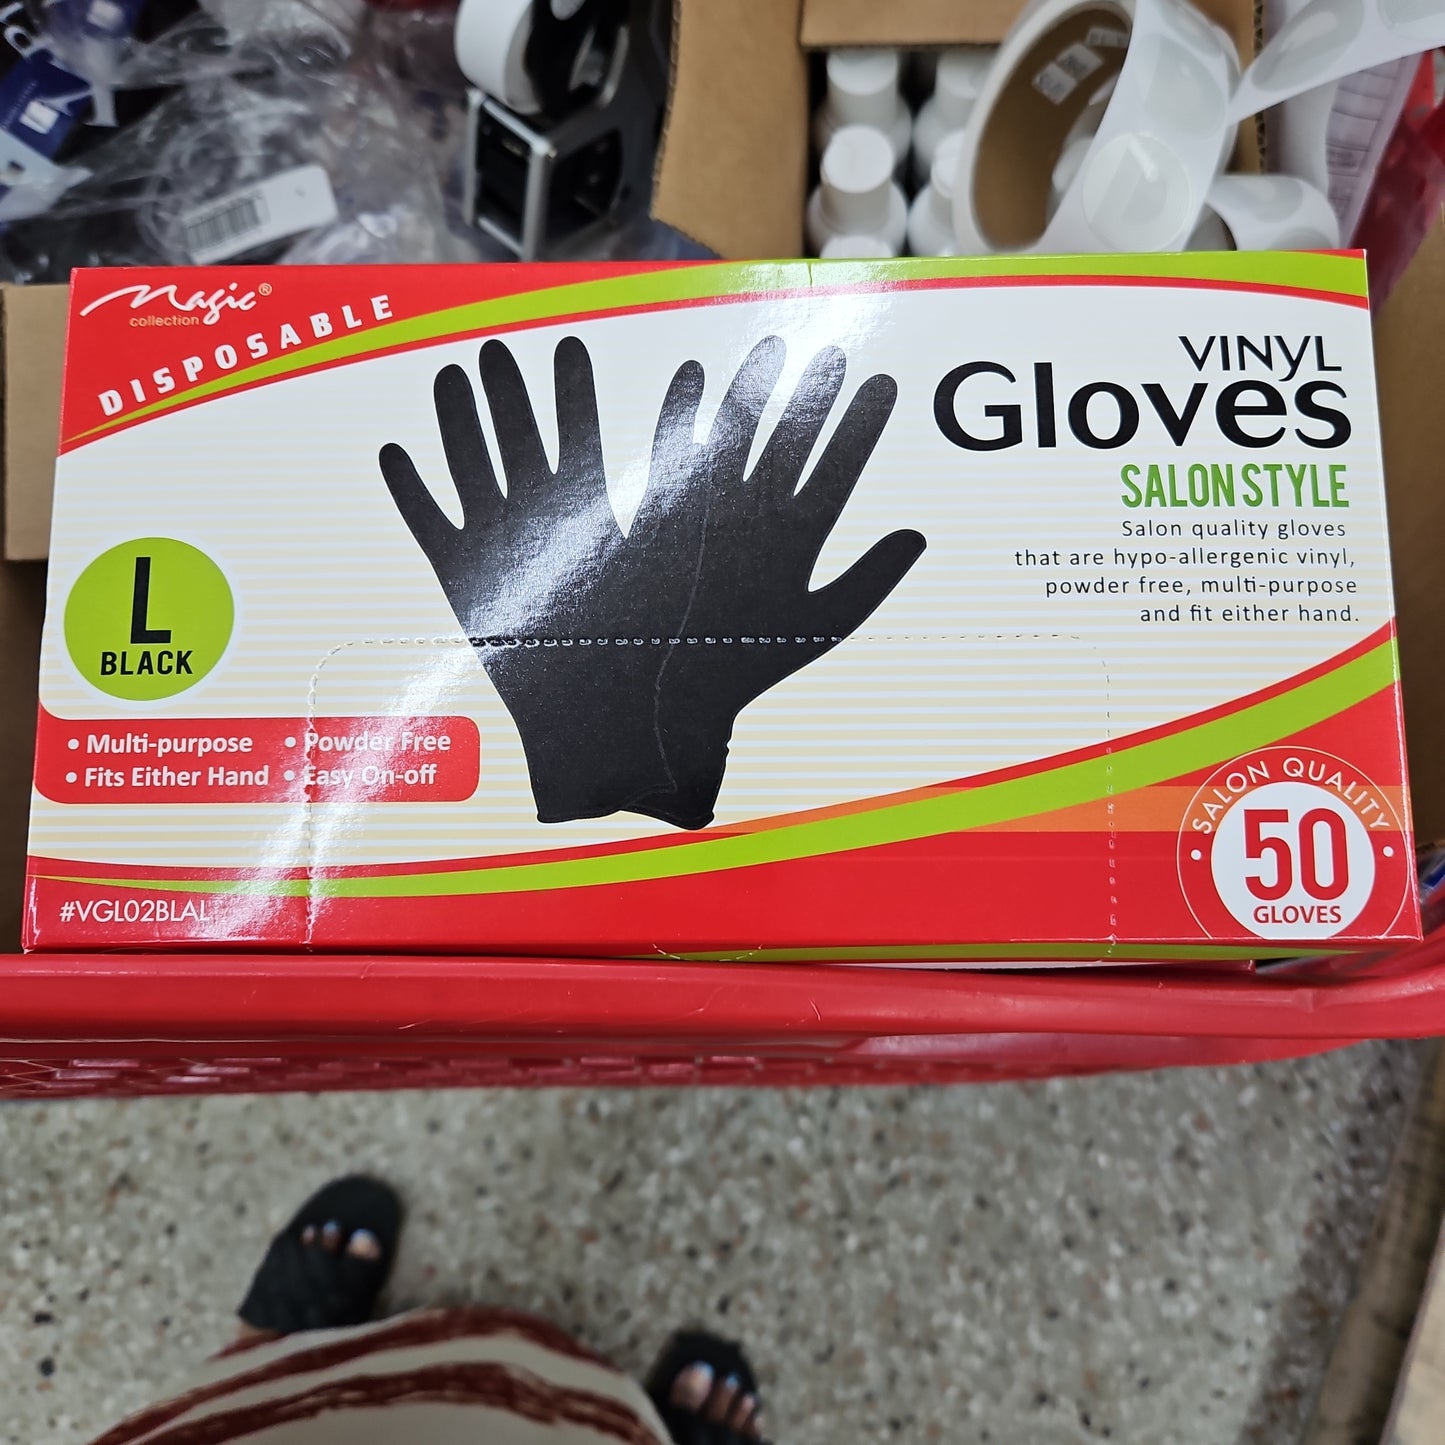 Magic®
collection
DISPOSABLE
VINYL
Gloves
SALON STYLE
Salon quality gloves
that are hypo-allergenic vinyl,
powder free, multi-purpose
and fit either hand.
L
BLACK
• Multi-purpose • Powder Free
• Fits Either Hand • Easy On-off
#VGL02BLAL
• SALON QUALITY •
50
GLOVES